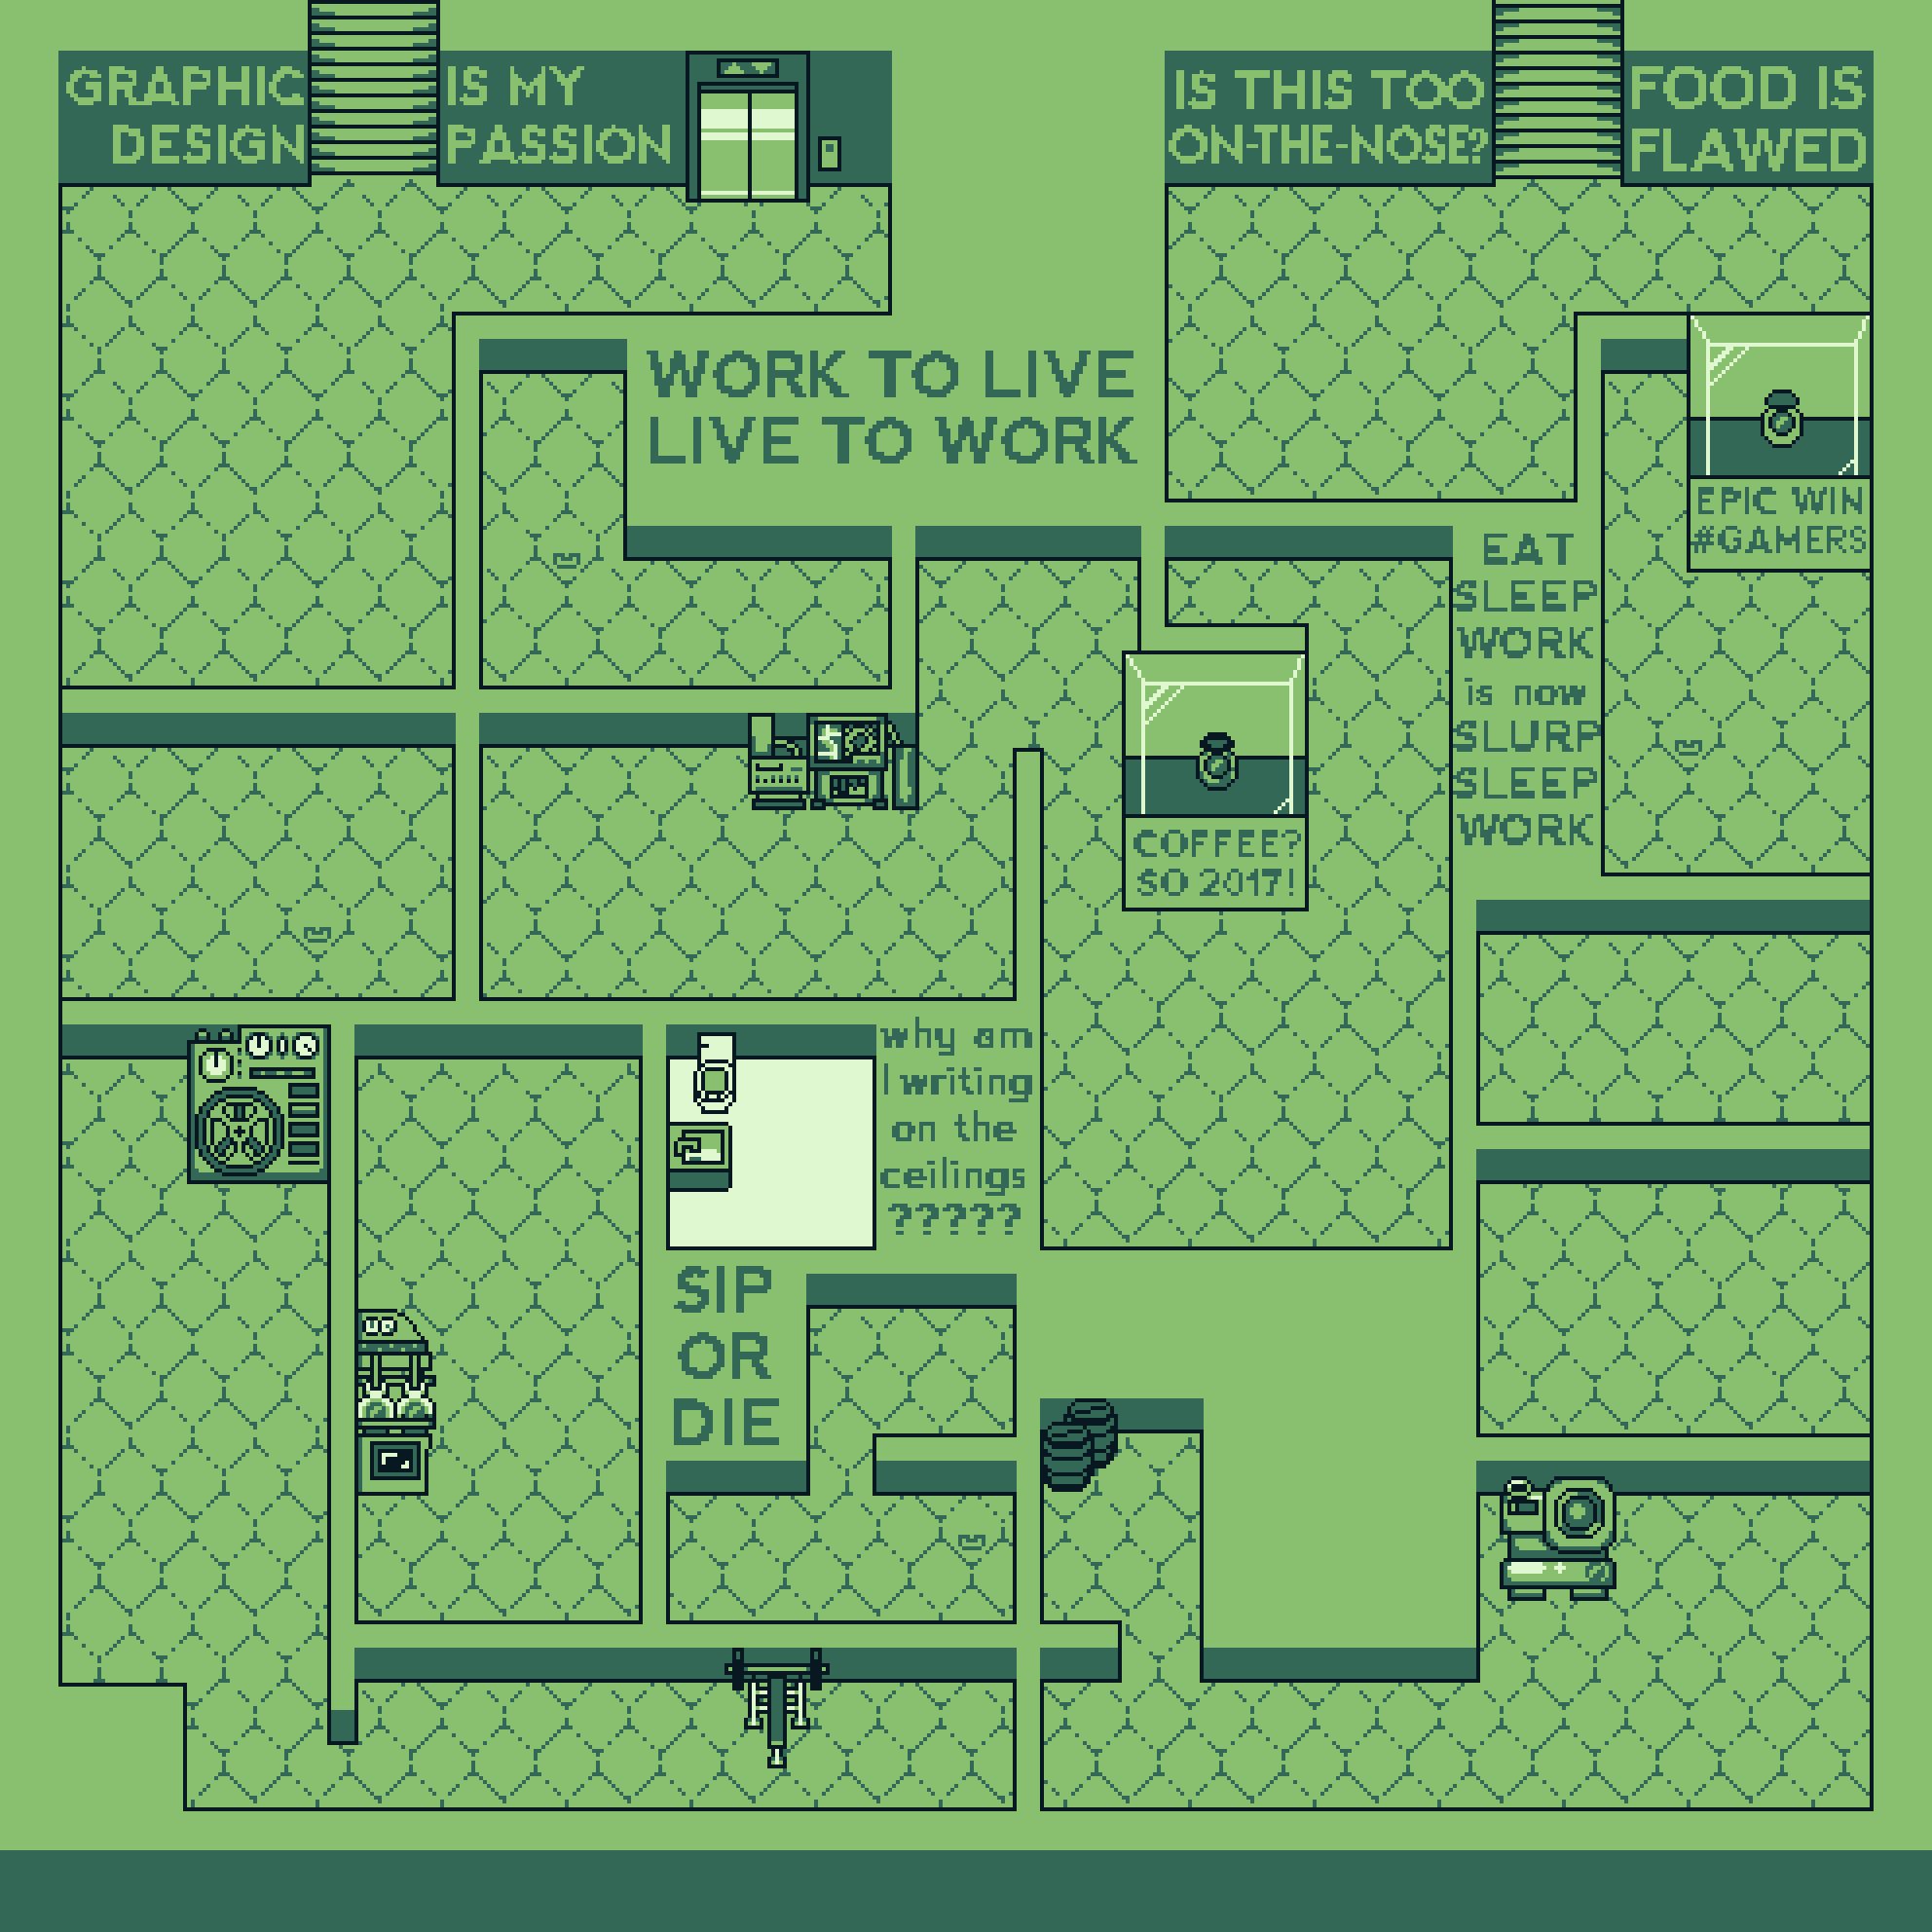 GRAPHIC
DESIGN
IS MY
PASSION
IS THIS TOO
ON-THE-NOSE?
FOOD IS
FLAWED
WORK TO LIVE
LIVE TO WORK
EPIC WIN
#GAMERS
EAT
SLEEP
WORK
is now
SLURP
SLEEP
WORK
COFFEE?
SO 2017!
why am
I writing
on the
ceilings
?????
SIP
OR
DIE